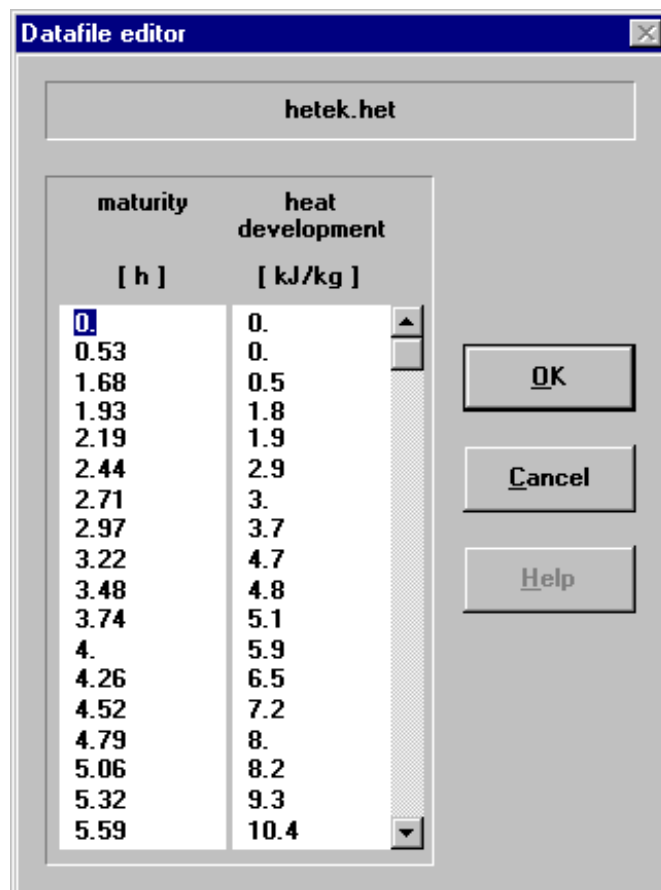 Datafile editor
hetek.het
maturity heat
development
[ h ] [ kJ/kg ]
0. 0.
0.53 0.
1.68 0.5
1.93 1.8
2.19 1.9
2.44 2.9
2.71 3.
2.97 3.7
3.22 4.7
3.48 4.8
3.74 5.1
4. 5.9
4.26 6.5
4.52 7.2
4.79 8.
5.06 8.2
5.32 9.3
5.59 10.4
OK
Cancel
Help